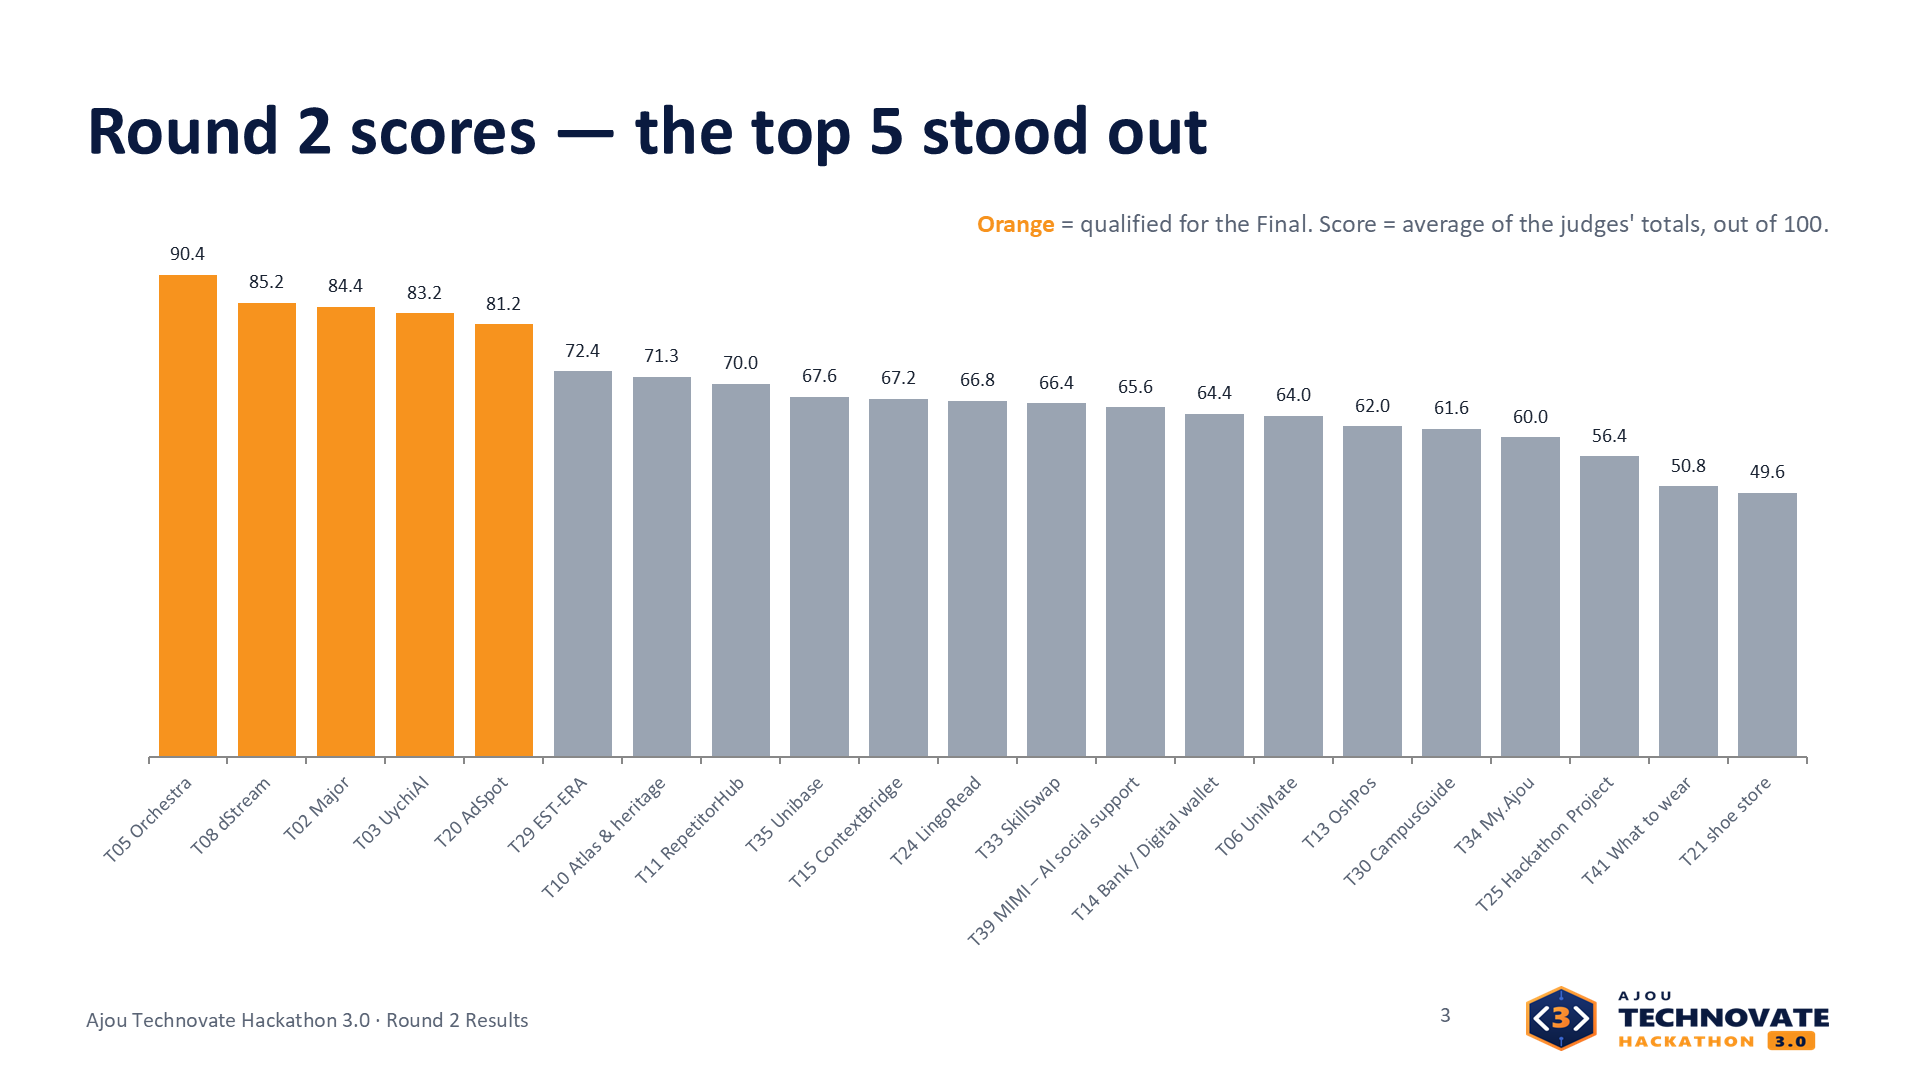 Round 2 scores — the top 5 stood out
Orange = qualified for the Final. Score = average of the judges' totals, out of 100.
90.4
85.2
84.4
83.2
81.2
72.4
71.3
70.0
67.6
67.2
66.8
66.4
65.6
64.4
64.0
62.0
61.6
60.0
56.4
50.8
49.6
T05 Orchestra
T08 dStream
T02 Major
T03 UychiAI
T20 AdSpot
T29 EST-ERA
T10 Atlas & heritage
T11 RepetitorHub
T35 Unibase
T15 ContextBridge
T24 LingoRead
T33 SkillSwap
T39 MIMI – AI social support
T14 Bank / Digital wallet
T06 UniMate
T13 OshPos
T30 CampusGuide
T34 My.Ajou
T25 Hackathon Project
T41 What to wear
T21 shoe store
Ajou Technovate Hackathon 3.0 · Round 2 Results
3
<3>
AJOU
TECHNOVATE
HACKATHON 3.0